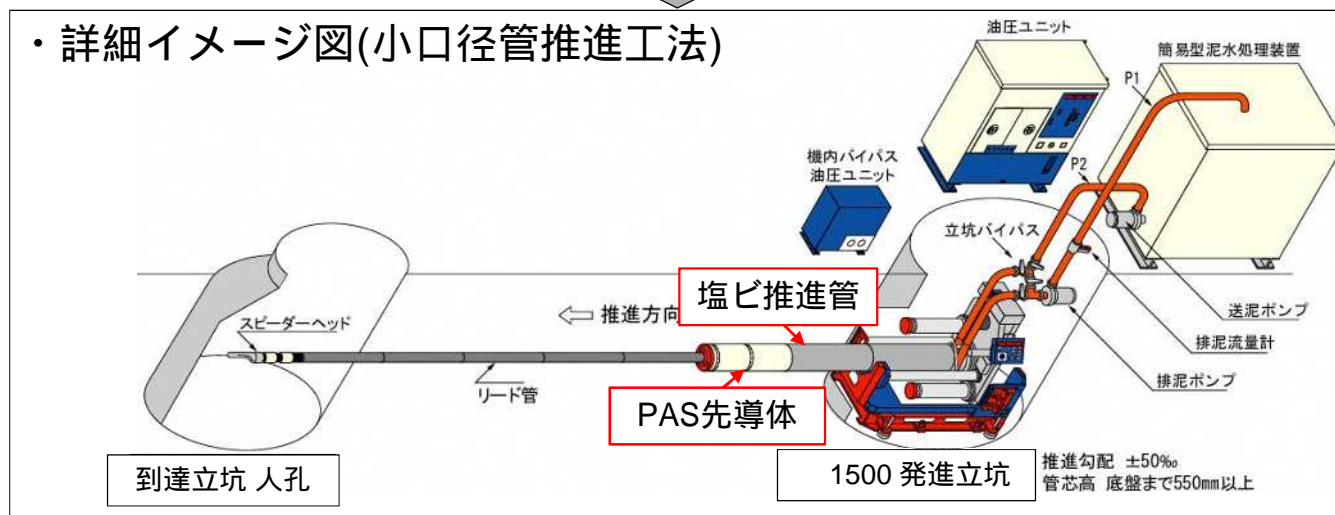 ・詳細イメージ図(小口径管推進工法)
油圧ユニット
簡易型泥水処理装置
P1
機内バイパス
油圧ユニット
P2
立坑バイパス
塩ビ推進管
⇦ 推進方向
スピーダーヘッド
送泥ポンプ
排泥流量計
リード管
排泥ポンプ
PAS先導体
到達立坑 人孔
1500 発進立坑
推進勾配 ±50‰
管芯高 底盤まで550mm以上